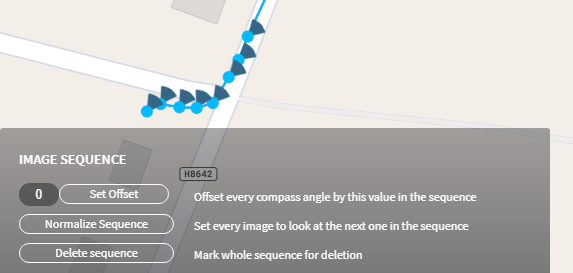 IMAGE SEQUENCE
H8642
0 Set Offset Offset every compass angle by this value in the sequence
Normalize Sequence Set every image to look at the next one in the sequence
Delete sequence Mark whole sequence for deletion